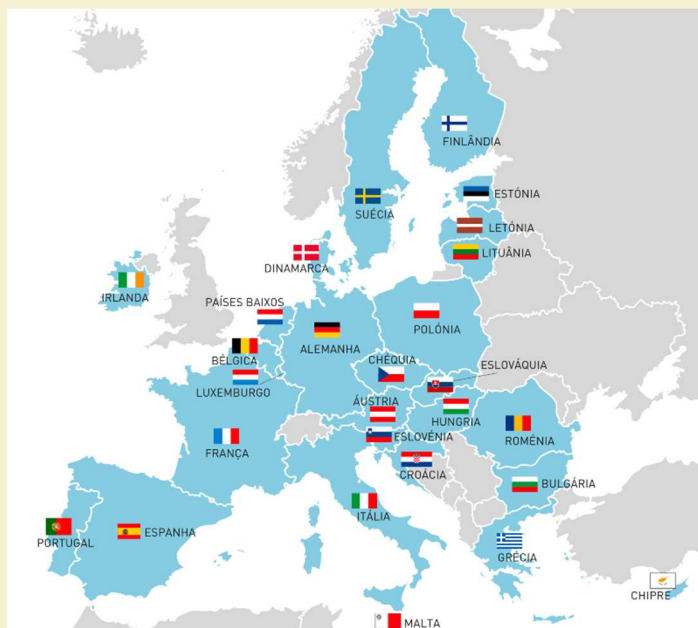 FINLÂNDIA
ESTÓNIA
SUÉCIA
LETÓNIA
LITUÂNIA
DINAMARCA
IRLANDA
PAÍSES BAIXOS
POLÓNIA
ALEMANHA
BÉLGICA
CHÉQUIA
ESLOVÁQUIA
LUXEMBURGO
ÁUSTRIA
HUNGRIA
ESLOVÉNIA
ROMÉNIA
FRANÇA
CROÁCIA
BULGÁRIA
ITÁLIA
ESPANHA
PORTUGAL
GRÉCIA
CHIPRE
MALTA